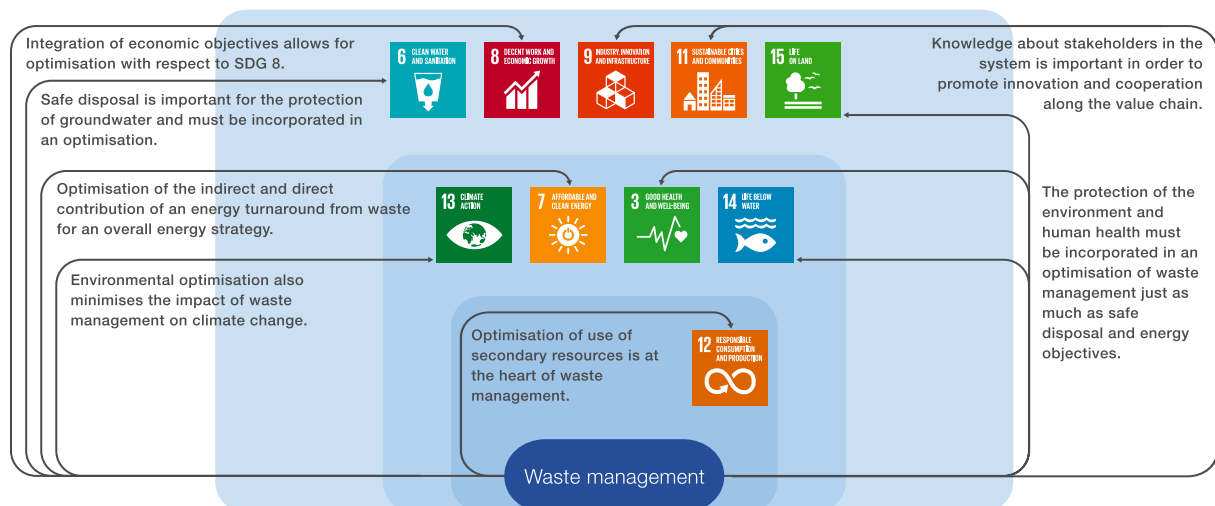 Integration of economic objectives allows for
optimisation with respect to SDG 8.
Safe disposal is important for the protection
of groundwater and must be incorporated in
an optimisation.
6 CLEAN WATER
AND SANITATION
8 DECENT WORK AND
ECONOMIC GROWTH
9 INDUSTRY, INNOVATION
AND INFRASTRUCTURE
11 SUSTAINABLE CITIES
AND COMMUNITIES
15 LIFE
ON LAND
Knowledge about stakeholders in the
system is important in order to
promote innovation and cooperation
along the value chain.
Optimisation of the indirect and direct
contribution of an energy turnaround from waste
for an overall energy strategy.
Environmental optimisation also
minimises the impact of waste
management on climate change.
13 CLIMATE
ACTION
7 AFFORDABLE AND
CLEAN ENERGY
3 GOOD HEALTH
AND WELL-BEING
14 LIFE BELOW
WATER
The protection of the
environment and
human health must
be incorporated in an
optimisation of waste
management just as
much as safe
disposal and energy
objectives.
Optimisation of use of
secondary resources is at
the heart of waste
management.
12 RESPONSIBLE
CONSUMPTION
AND PRODUCTION
Waste management